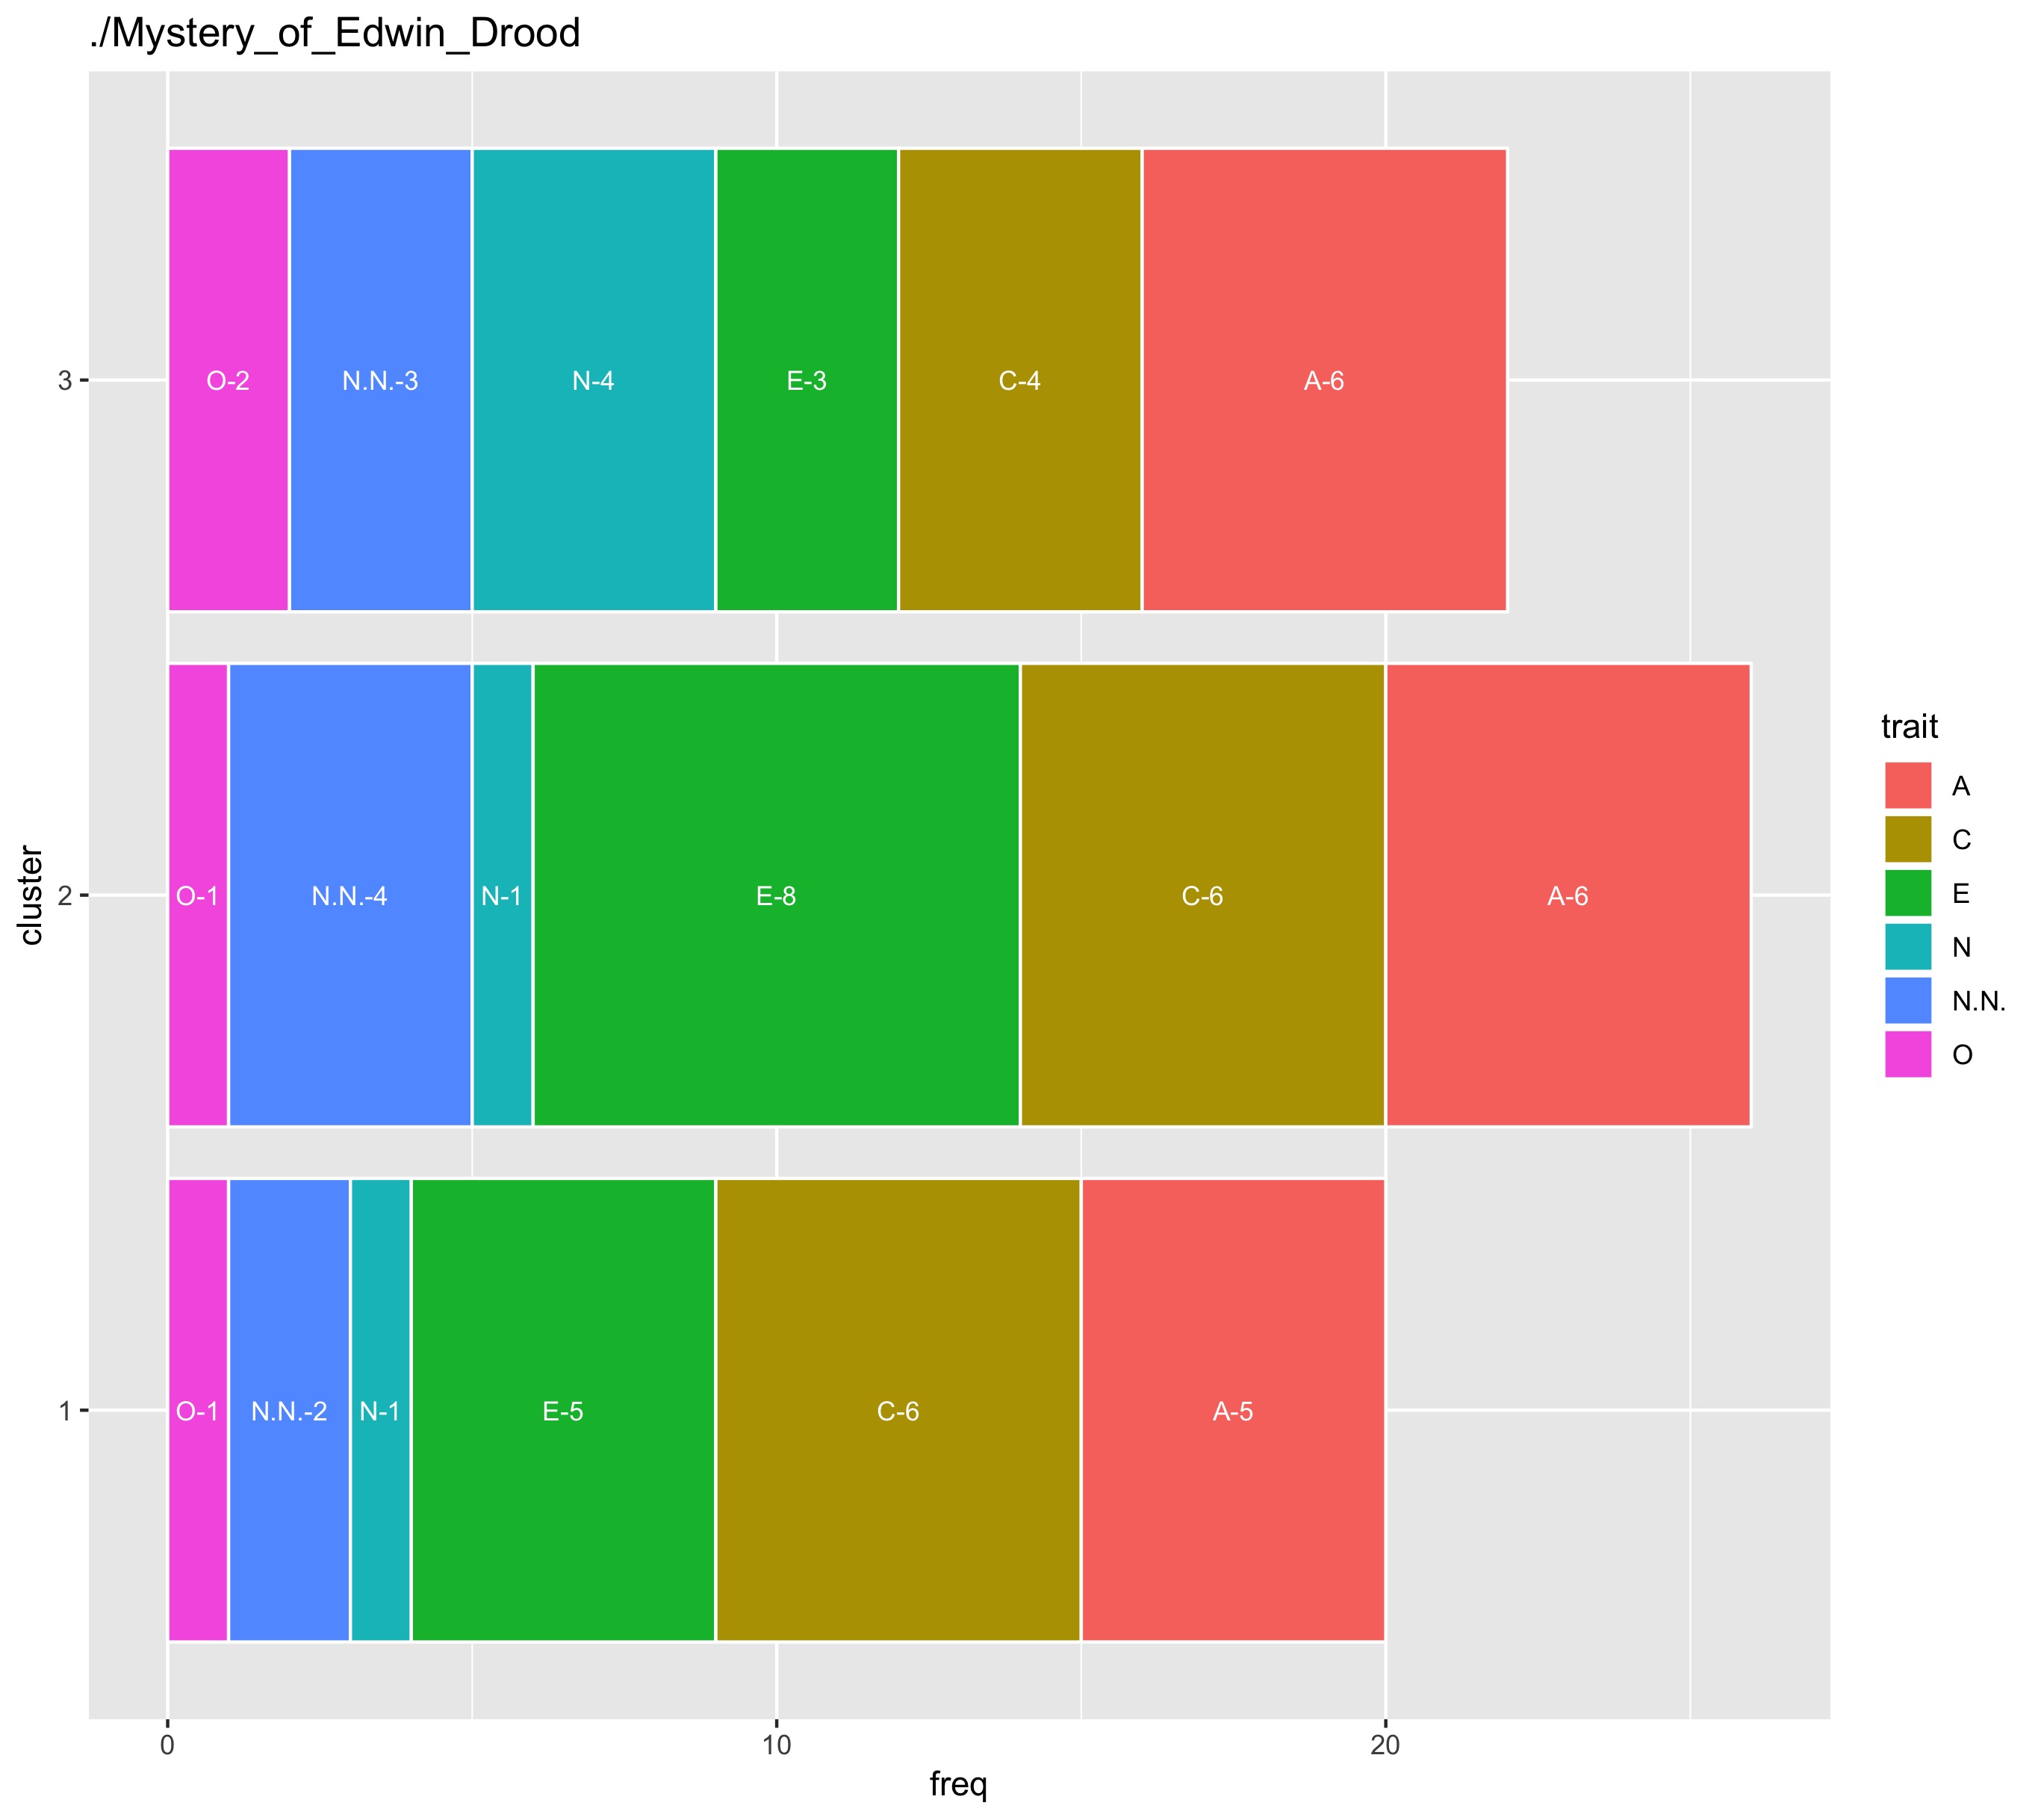 ./Mystery_of_Edwin_Drood
3
O-2 N.N.-3 N-4 E-3 C-4 A-6
2
O-1 N.N.-4 N-1 E-8 C-6 A-6
1
O-1 N.N.-2 N-1 E-5 C-6 A-5
cluster
0 10 20
freq
trait
A
C
E
N
N.N.
O